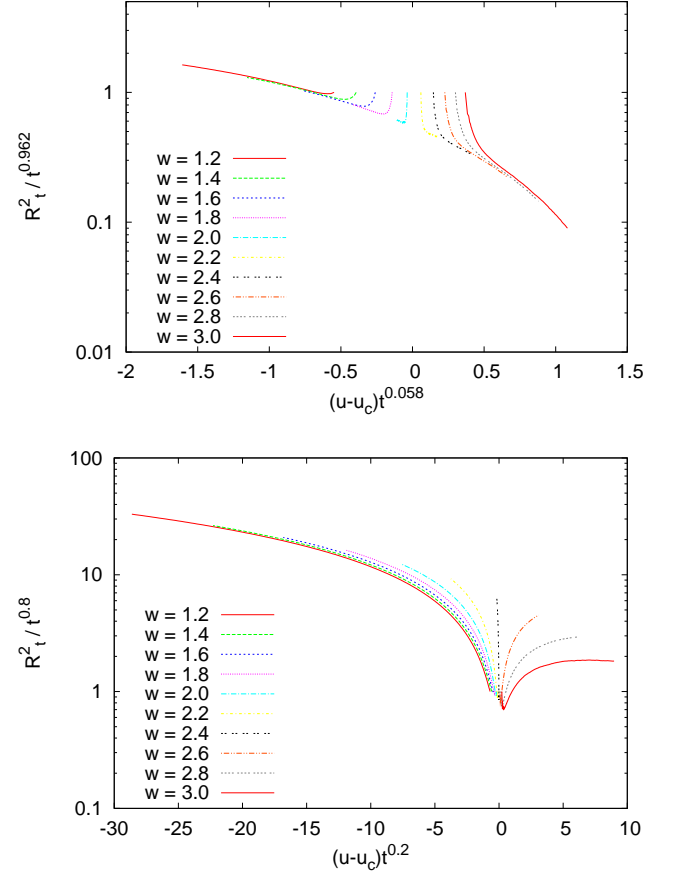 R²t / t^0.962
1
0.1
0.01
w = 1.2
w = 1.4
w = 1.6
w = 1.8
w = 2.0
w = 2.2
w = 2.4
w = 2.6
w = 2.8
w = 3.0
-2 -1.5 -1 -0.5 0 0.5 1 1.5
(u-u_c)t^0.058
R²t / t^0.8
100
10
1
0.1
w = 1.2
w = 1.4
w = 1.6
w = 1.8
w = 2.0
w = 2.2
w = 2.4
w = 2.6
w = 2.8
w = 3.0
-30 -25 -20 -15 -10 -5 0 5 10
(u-u_c)t^0.2